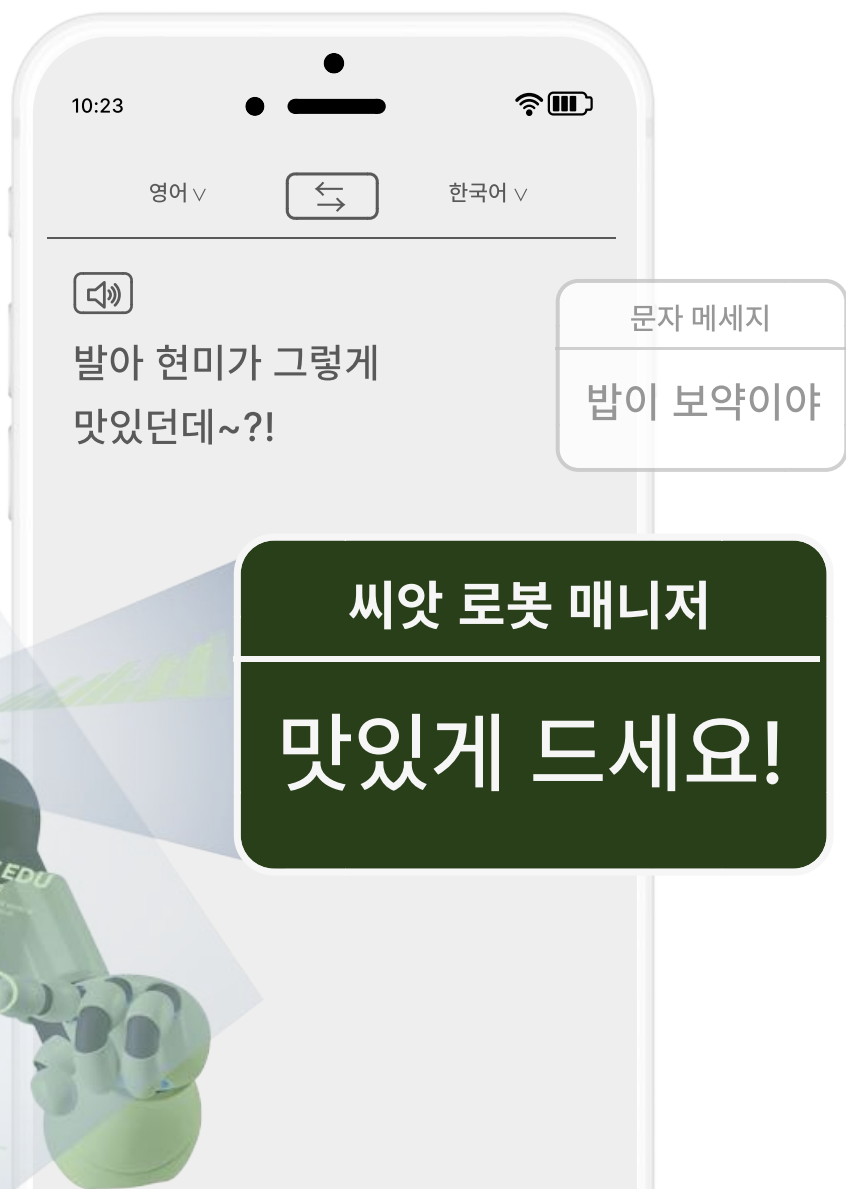 10:23
영어
한국어
발아 현미가 그렇게
맛있던데~?!
문자 메세지
밥이 보약이야
씨앗 로봇 매니저
맛있게 드세요!
EDU